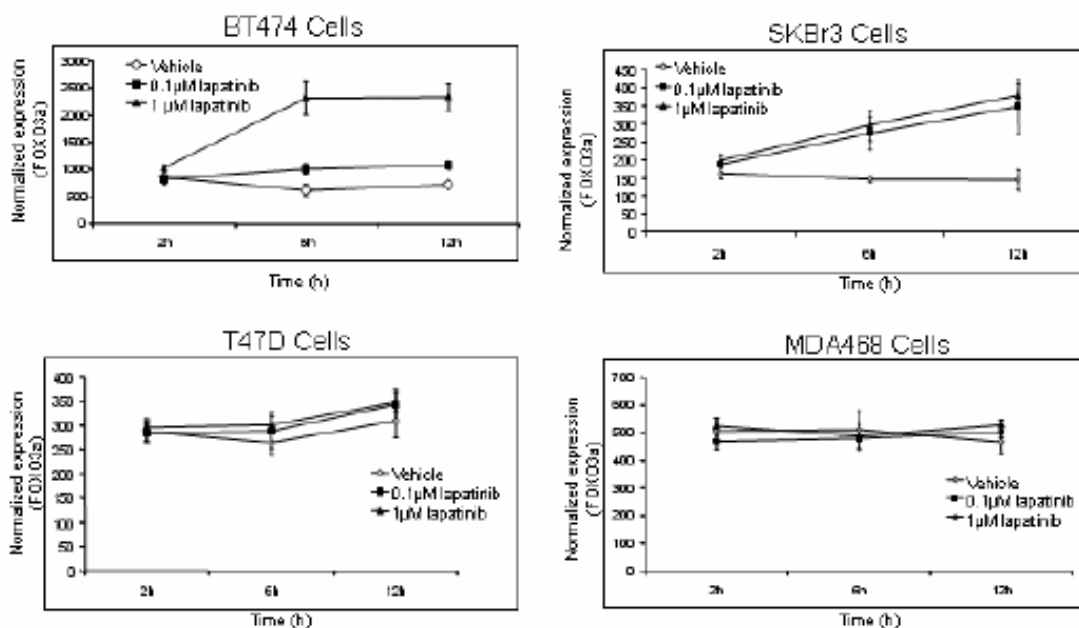 BT474 Cells
Normalized expression
(FOXO3a)
3000
2500
2000
1500
1000
500
0
Vehicle
0.1µM lapatinib
1 µM lapatinib
2h
6h
12h
Time (h)
SKBr3 Cells
Normalized expression
(FOXO3a)
450
400
350
300
250
200
150
100
50
0
Vehicle
0.1µM lapatinib
1µM lapatinib
2h
6h
12h
Time (h)
T47D Cells
Normalized expression
(FOXO3a)
400
350
300
250
200
150
100
50
0
Vehicle
0.1µM lapatinib
1µM lapatinib
2h
6h
12h
Time (h)
MDA468 Cells
Normalized expression
(FOXO3a)
700
600
500
400
300
200
100
0
Vehicle
0.1µM lapatinib
1µM lapatinib
2h
6h
12h
Time (h)